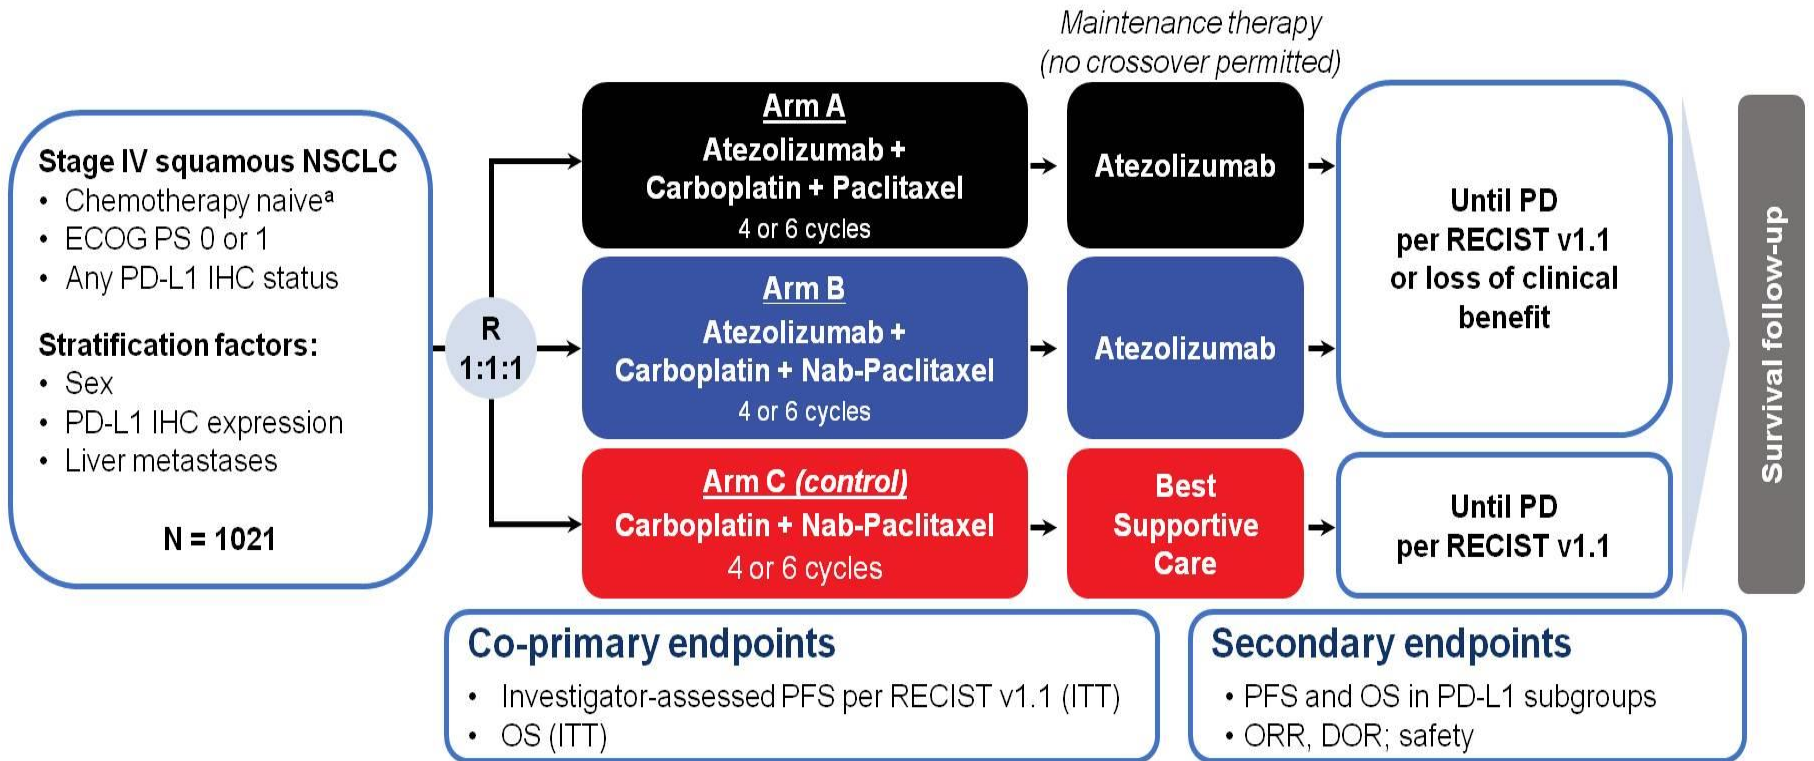 Maintenance therapy
(no crossover permitted)
Stage IV squamous NSCLC
• Chemotherapy naiveᵃ
• ECOG PS 0 or 1
• Any PD-L1 IHC status
Stratification factors:
• Sex
• PD-L1 IHC expression
• Liver metastases
N = 1021
R
1:1:1
Arm A
Atezolizumab +
Carboplatin + Paclitaxel
4 or 6 cycles
Atezolizumab
Arm B
Atezolizumab +
Carboplatin + Nab-Paclitaxel
4 or 6 cycles
Atezolizumab
Until PD
per RECIST v1.1
or loss of clinical
benefit
Arm C (control)
Carboplatin + Nab-Paclitaxel
4 or 6 cycles
Best
Supportive
Care
Until PD
per RECIST v1.1
Survival follow-up
Co-primary endpoints
• Investigator-assessed PFS per RECIST v1.1 (ITT)
• OS (ITT)
Secondary endpoints
• PFS and OS in PD-L1 subgroups
• ORR, DOR; safety